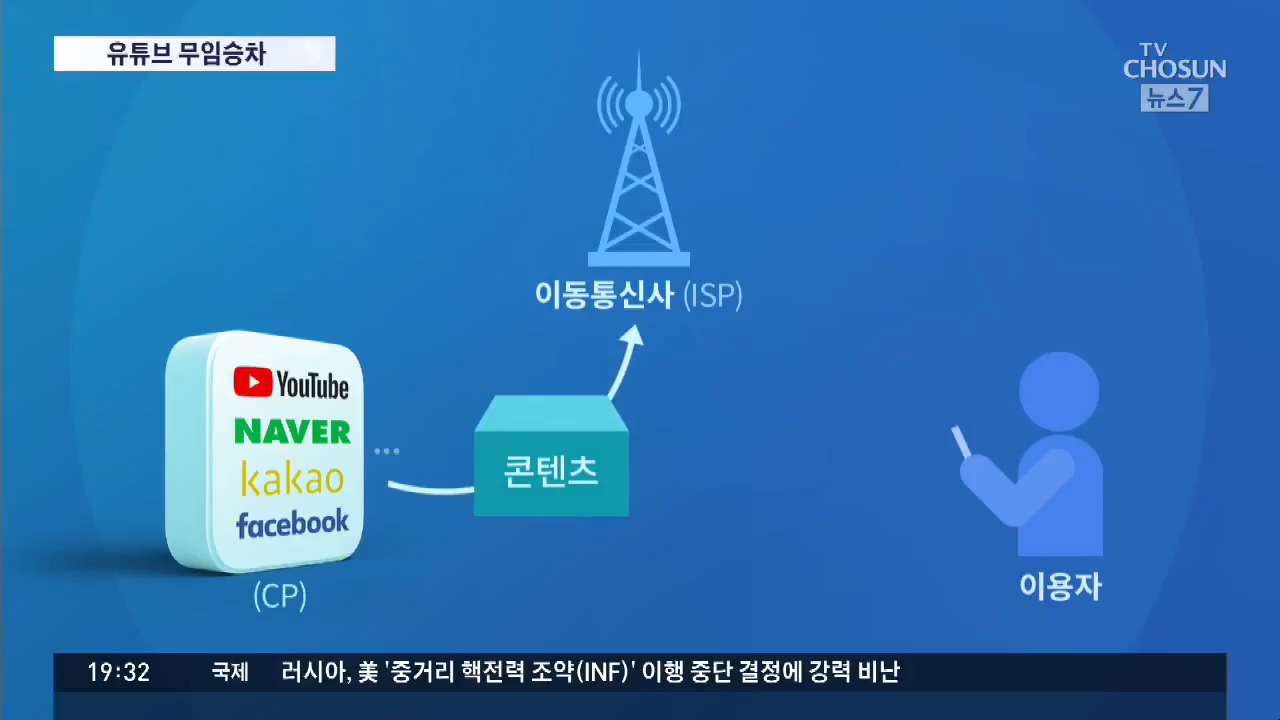 유튜브 무임승차
TV
CHOSUN
뉴스7
이동통신사 (ISP)
YouTube
NAVER
kakao
facebook
...
콘텐츠
(CP)
이용자
19:32 국제 러시아, 美 '중거리 핵전력 조약(INF)' 이행 중단 결정에 강력 비난